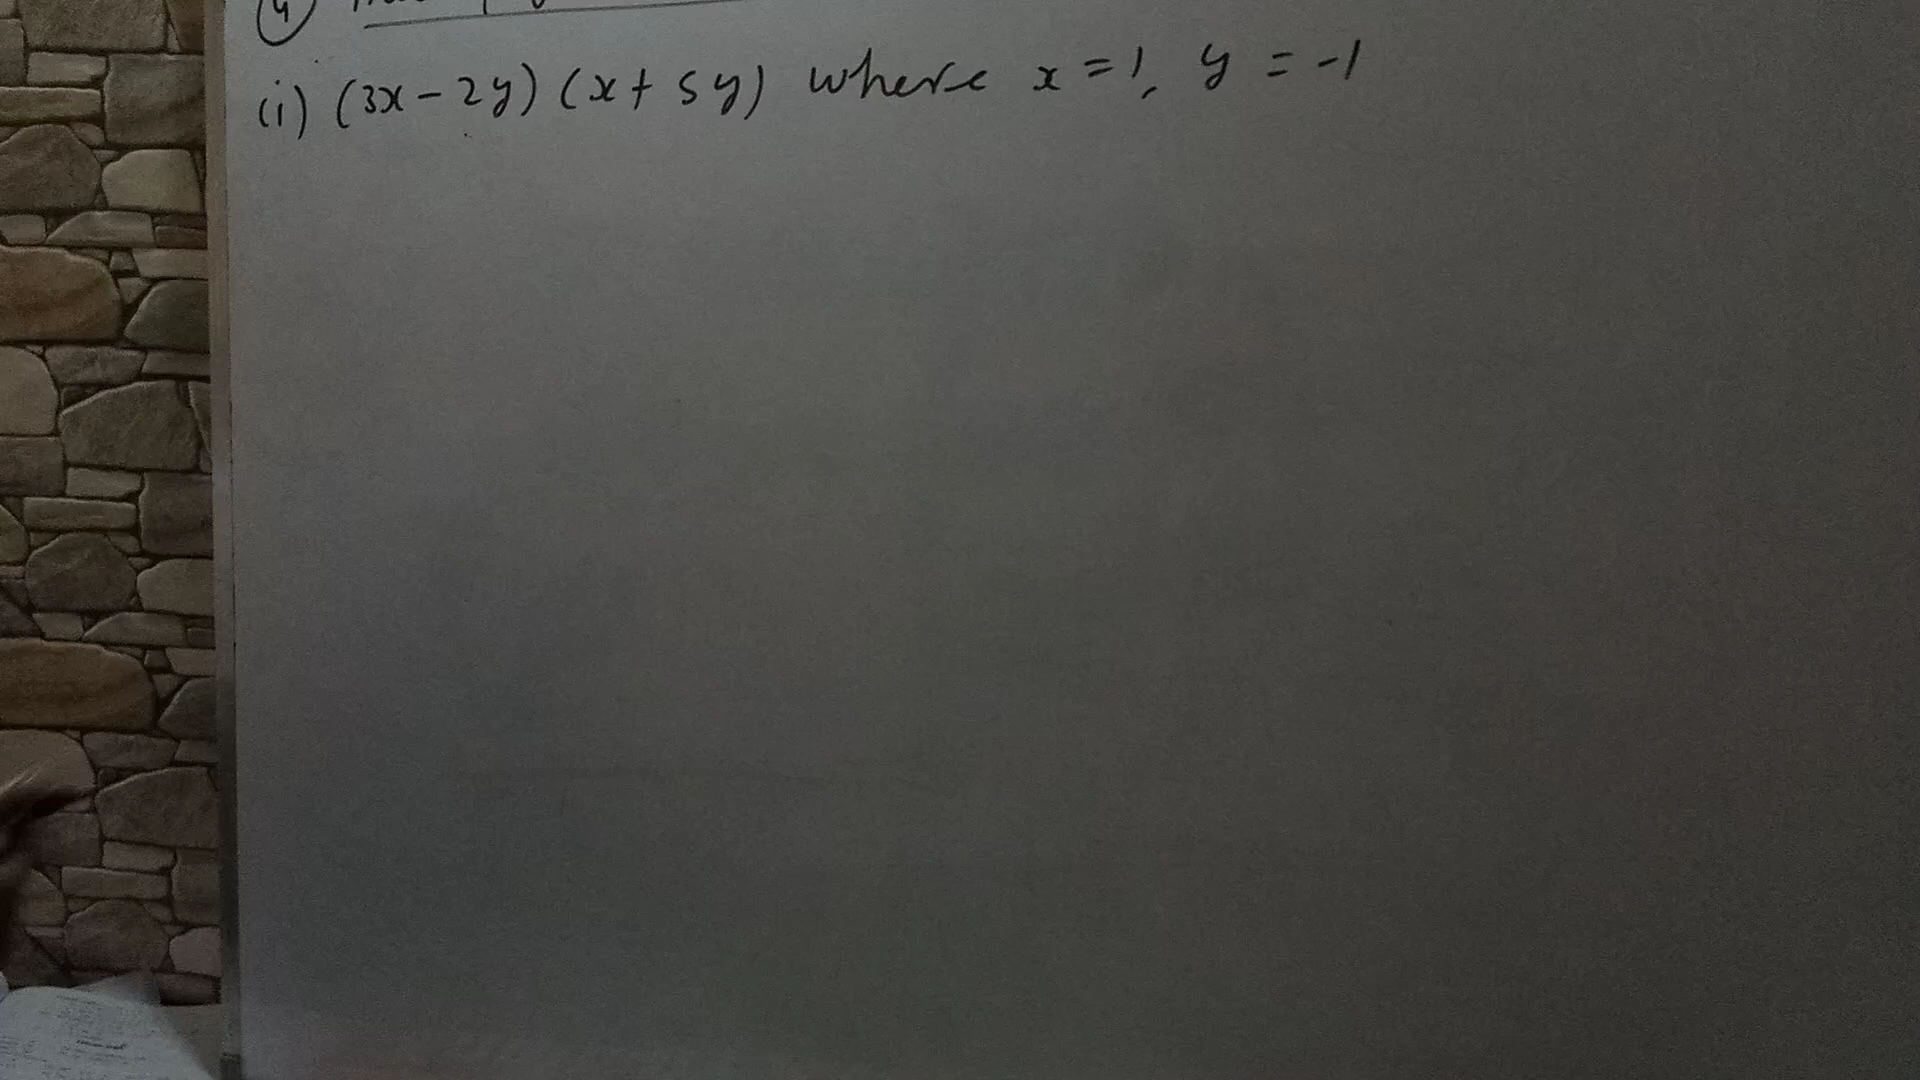 (i) (3x - 2y) (x + 5y) where x = 1, y = -1